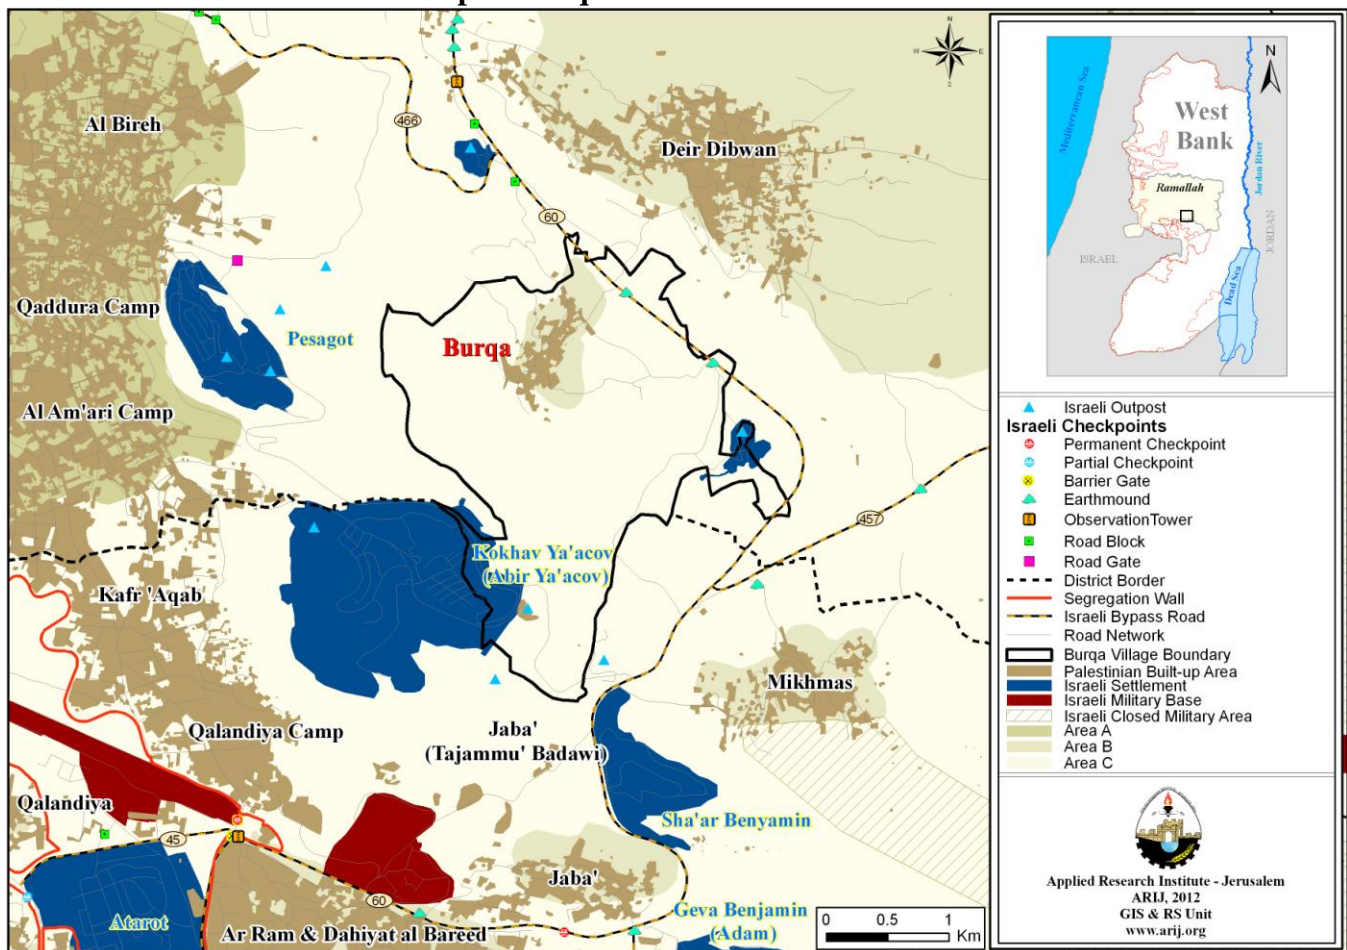 N
W
E
S
Al Bireh
466
Deir Dibwan
60
Qaddura Camp
Pesagot
Burqa
Al Am'ari Camp
457
Kokhav Ya'acov
(Abir Ya'acov)
Kafr 'Aqab
Mikhmas
Qalandiya Camp
Jaba'
(Tajammu' Badawi)
Qalandiya
45
Sha'ar Benyamin
Jaba'
60
Atarot
Ar Ram & Dahiyat al Bareed
Geva Benjamin
(Adam)
0 0.5 1
Km
N
Mediterranean Sea
West
Bank
Jordan River
Ramallah
JORDAN
ISRAEL
Dead Sea
Israeli Outpost
Israeli Checkpoints
Permanent Checkpoint
Partial Checkpoint
Barrier Gate
Earthmound
ObservationTower
Road Block
Road Gate
District Border
Segregation Wall
Israeli Bypass Road
Road Network
Burqa Village Boundary
Palestinian Built-up Area
Israeli Settlement
Israeli Military Base
Israeli Closed Military Area
Area A
Area B
Area C
Applied Research Institute - Jerusalem
ARIJ, 2012
GIS & RS Unit
www.arij.org